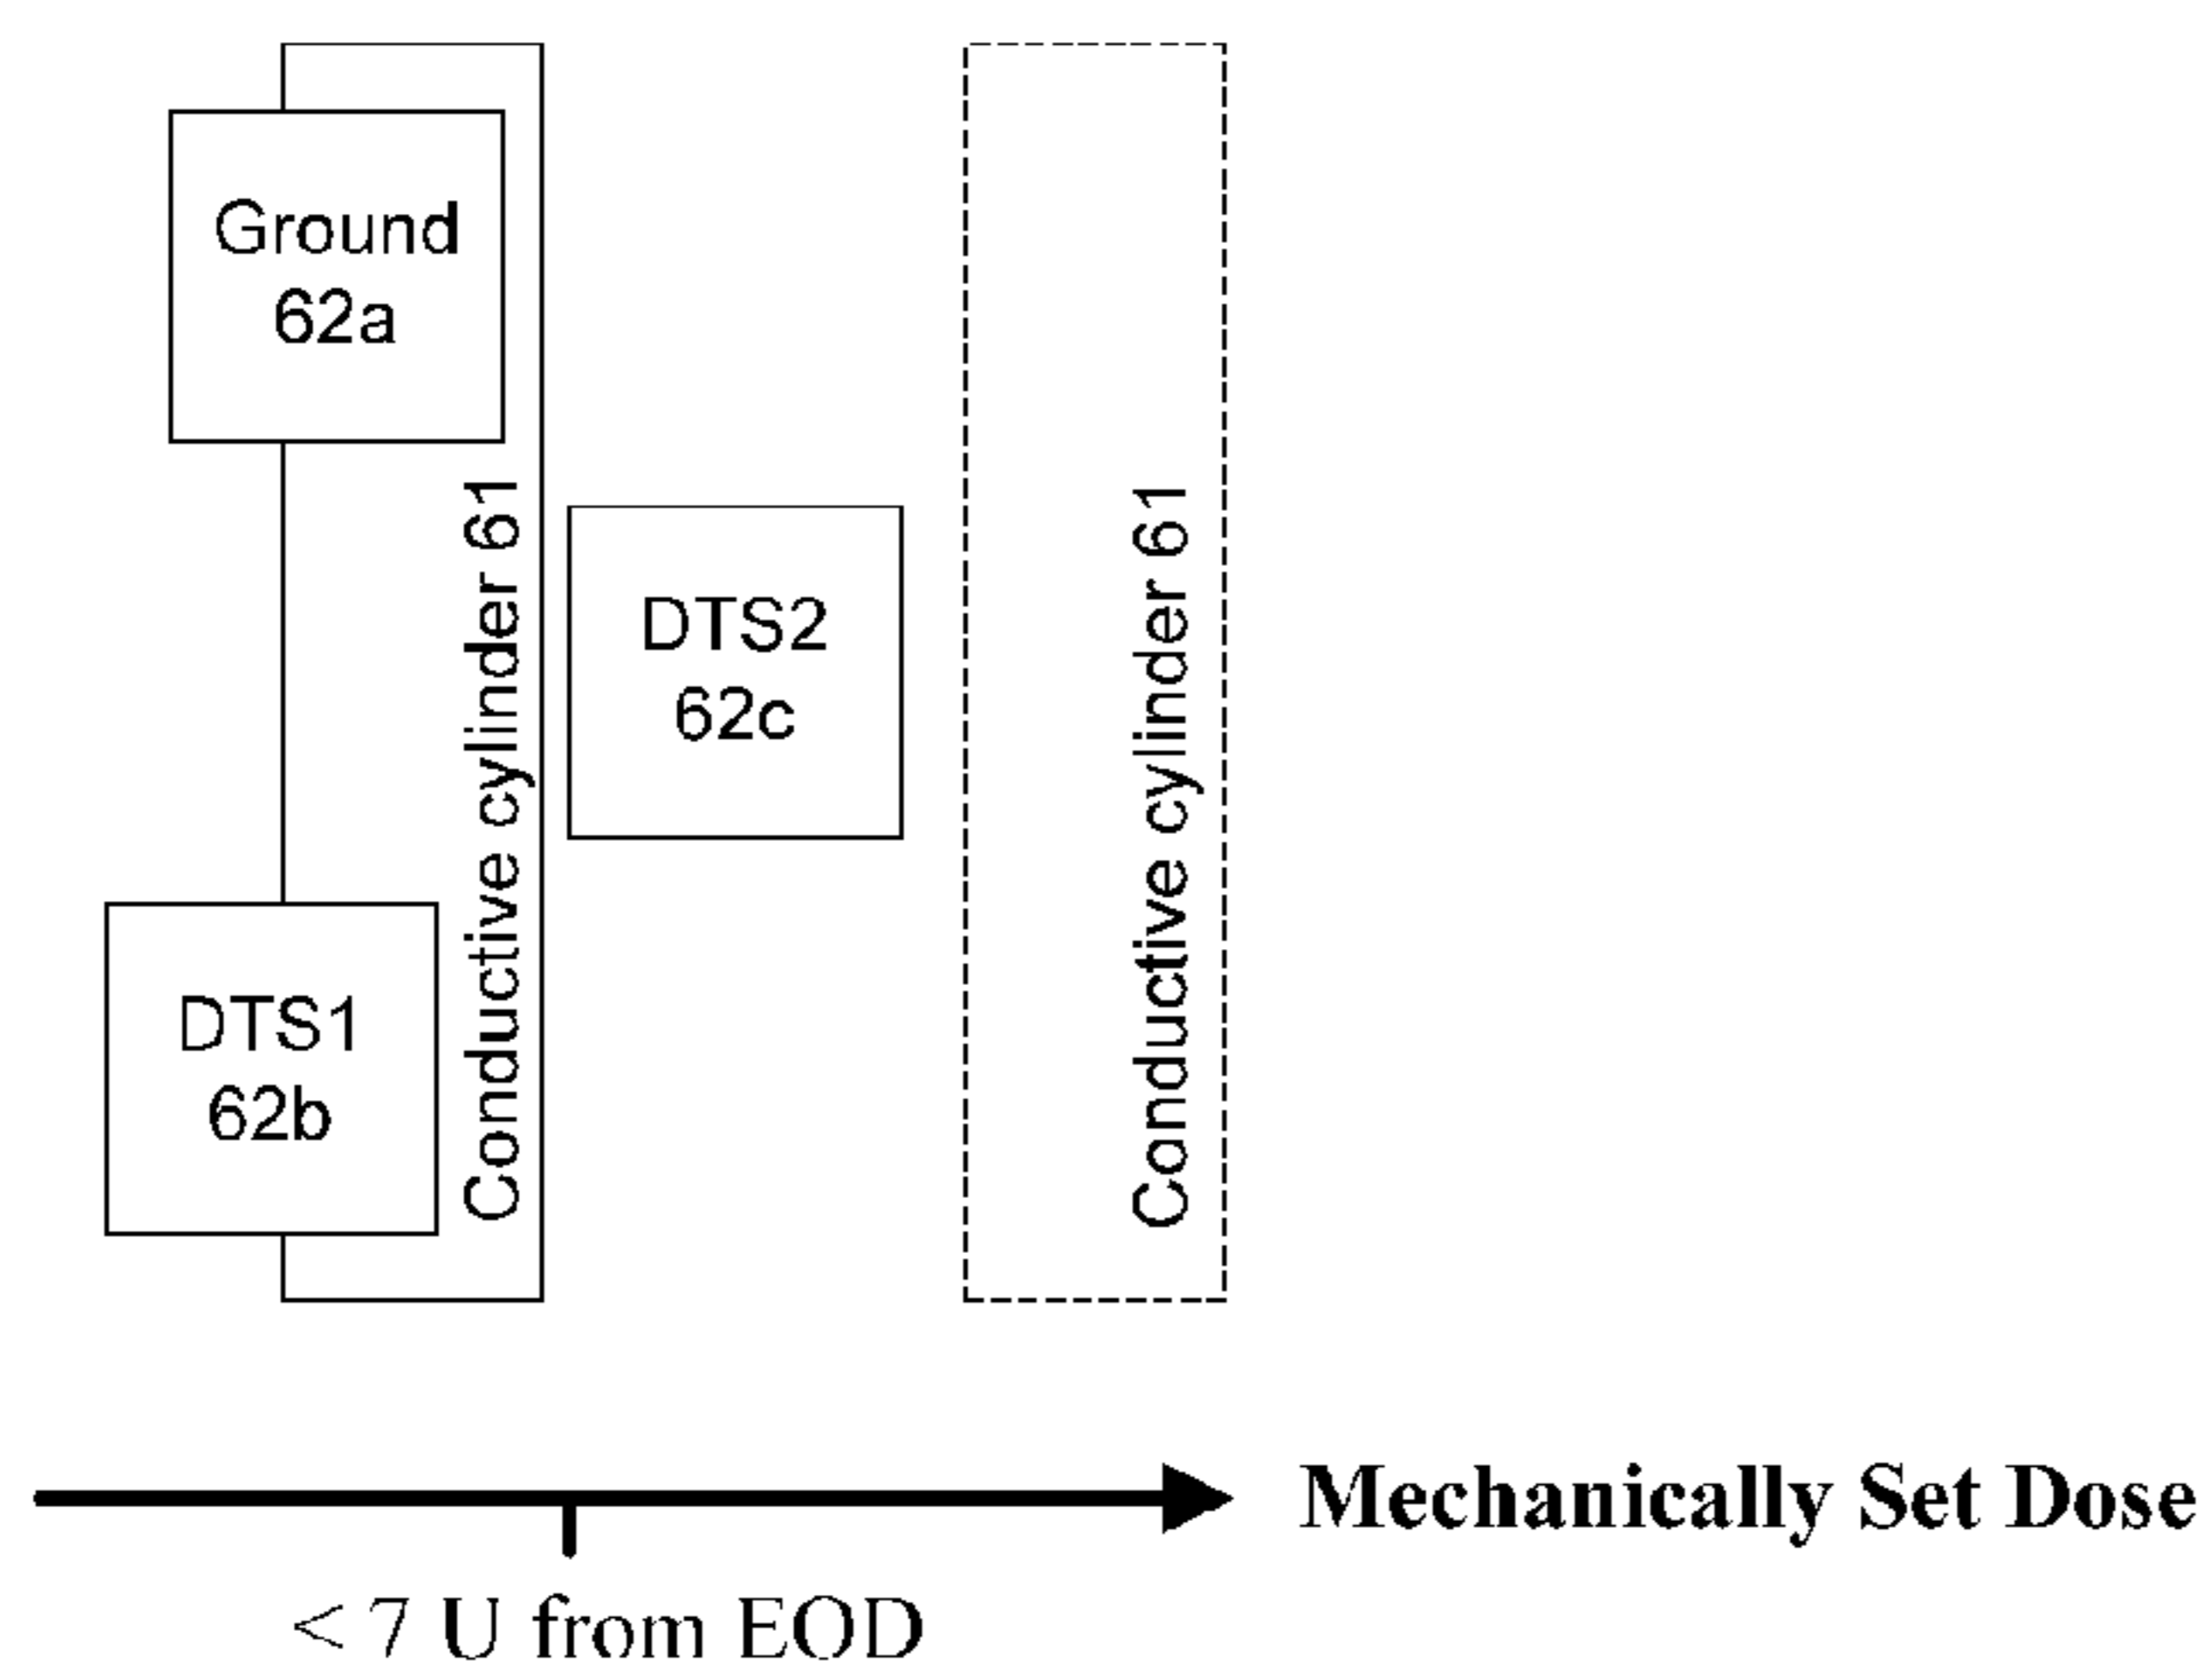 Ground
62a
Conductive cylinder 61
DTS2
62c
Conductive cylinder 61
DTS1
62b
Mechanically Set Dose
< 7 U from EOD